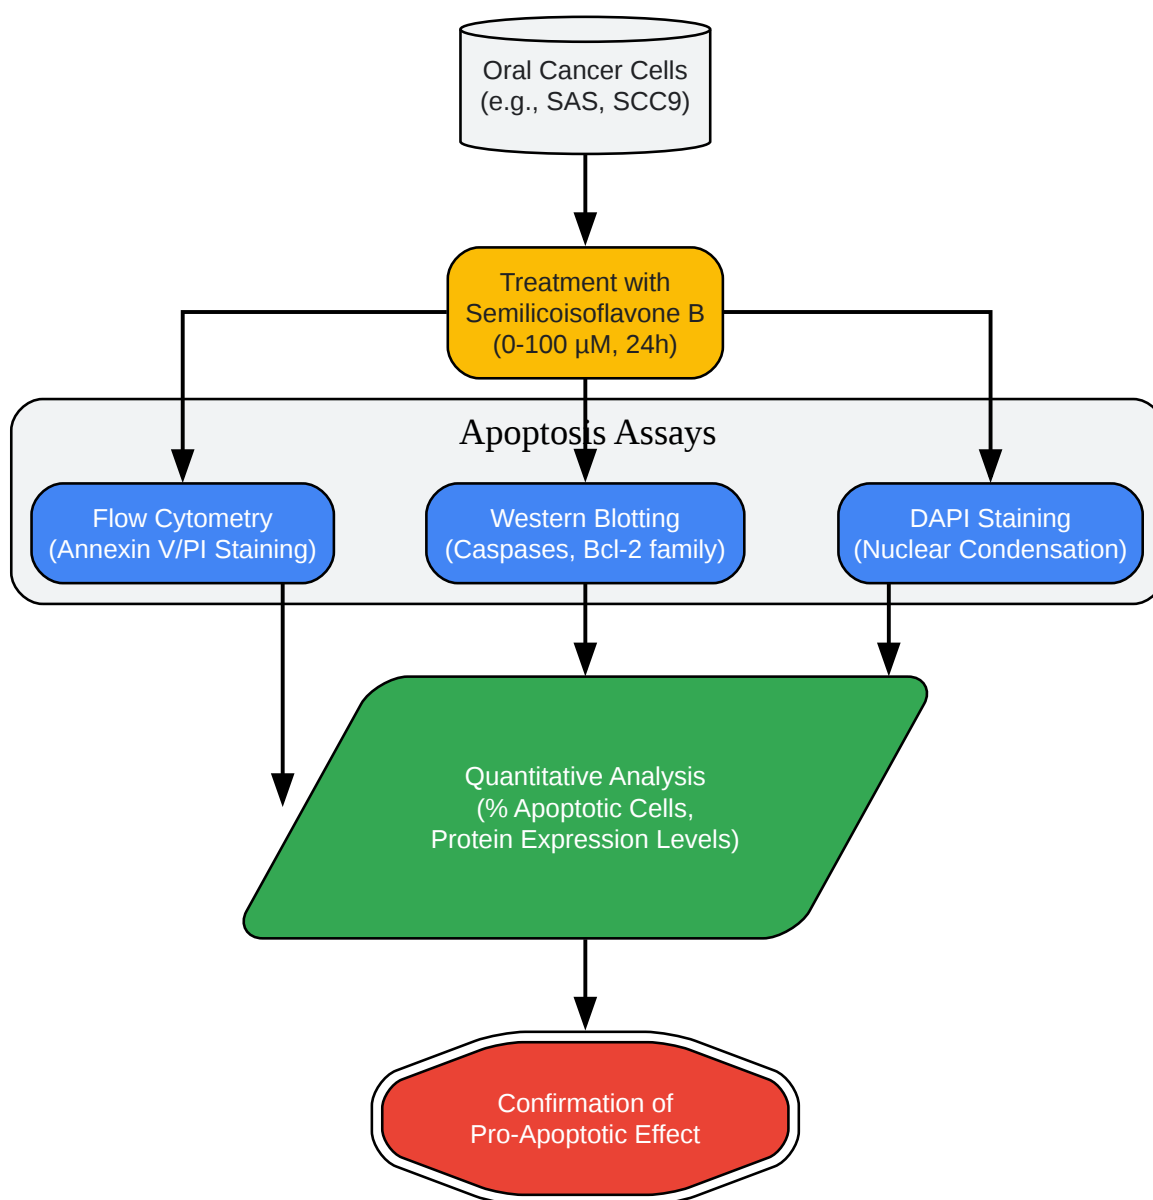 Oral Cancer Cells
(e.g., SAS, SCC9)
Treatment with
Semilicoisoflavone B
(0-100 µM, 24h)
Apoptosis Assays
Flow Cytometry
(Annexin V/PI Staining)
Western Blotting
(Caspases, Bcl-2 family)
DAPI Staining
(Nuclear Condensation)
Quantitative Analysis
(% Apoptotic Cells,
Protein Expression Levels)
Confirmation of
Pro-Apoptotic Effect